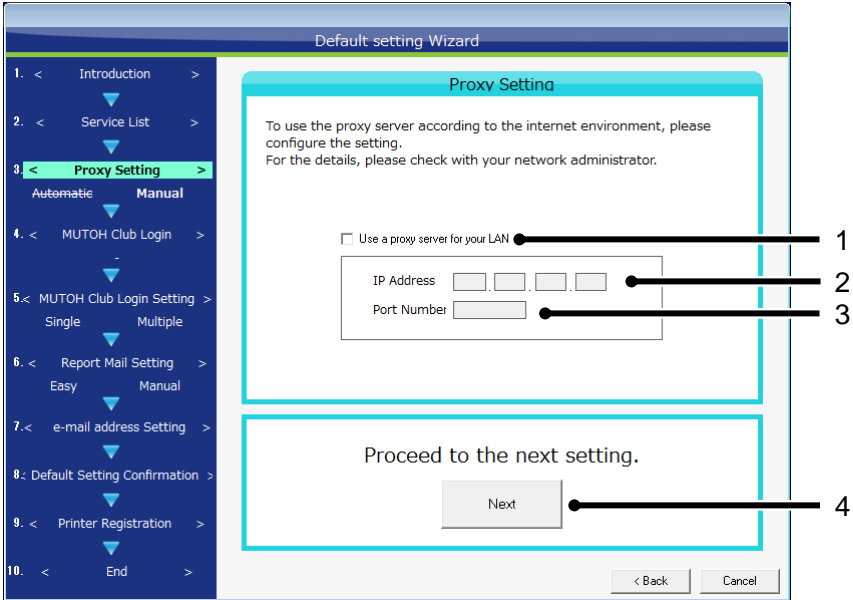 Default setting Wizard
1. < Introduction >
2. < Service List >
3. < Proxy Setting >
Automatic Manual
4. < MUTOH Club Login >
-
5.< MUTOH Club Login Setting >
Single Multiple
6. < Report Mail Setting >
Easy Manual
7.< e-mail address Setting >
8.< Default Setting Confirmation >
9. < Printer Registration >
10. < End >
Proxy Setting
To use the proxy server according to the internet environment, please
configure the setting.
For the details, please check with your network administrator.
Use a proxy server for your LAN
1
IP Address . . .
2
Port Number
3
Proceed to the next setting.
Next
4
< Back Cancel